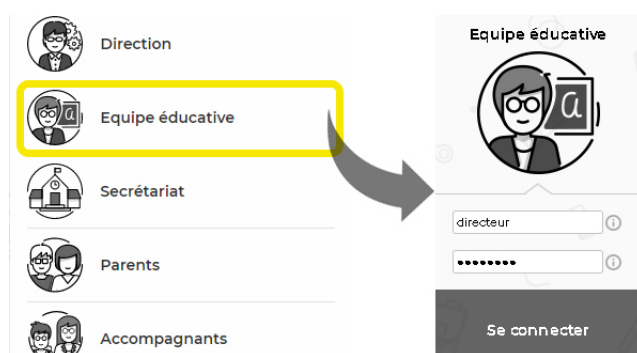 Direction
Equipe éducative
Secrétariat
Parents
Accompagnants
Equipe éducative
a
directeur
••••••••
Se connecter